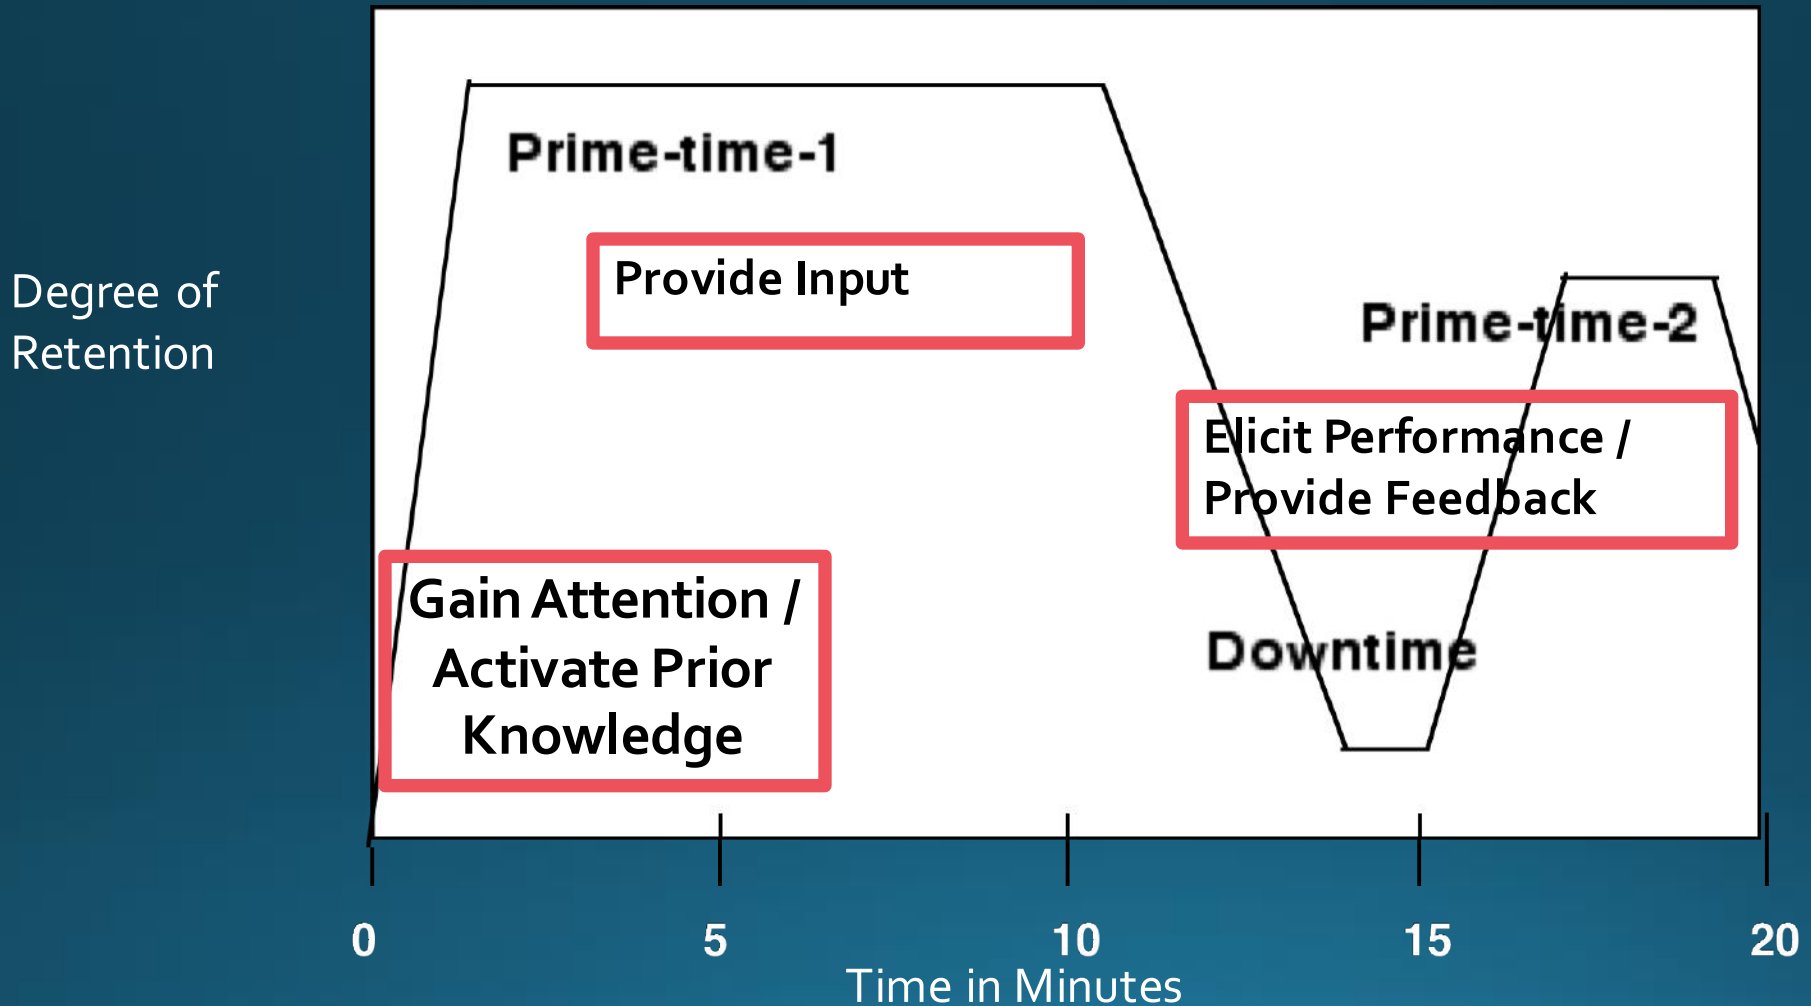 Prime-time-1
Provide Input
Degree of
Retention
Prime-time-2
Elicit Performance /
Provide Feedback
Gain Attention /
Activate Prior
Knowledge
Downtime
0
5
10
15
20
Time in Minutes